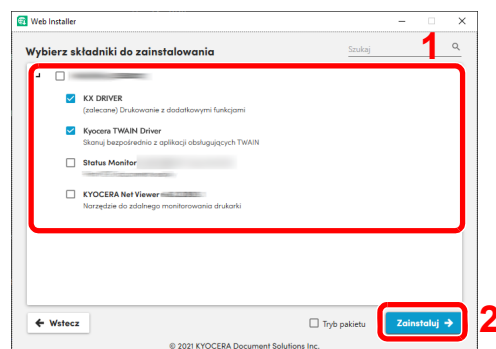 Web Installer
Wybierz składniki do zainstalowania
Szukaj
1
KX DRIVER
(zalecane) Drukowanie z dodatkowymi funkcjami
Kyocera TWAIN Driver
Skanuj bezpośrednio z aplikacji obsługujących TWAIN
Status Monitor
KYOCERA Net Viewer
Narzędzie do zdalnego monitorowania drukarki
Wstecz
Tryb pakietu
Zainstaluj
2
© 2021 KYOCERA Document Solutions Inc.